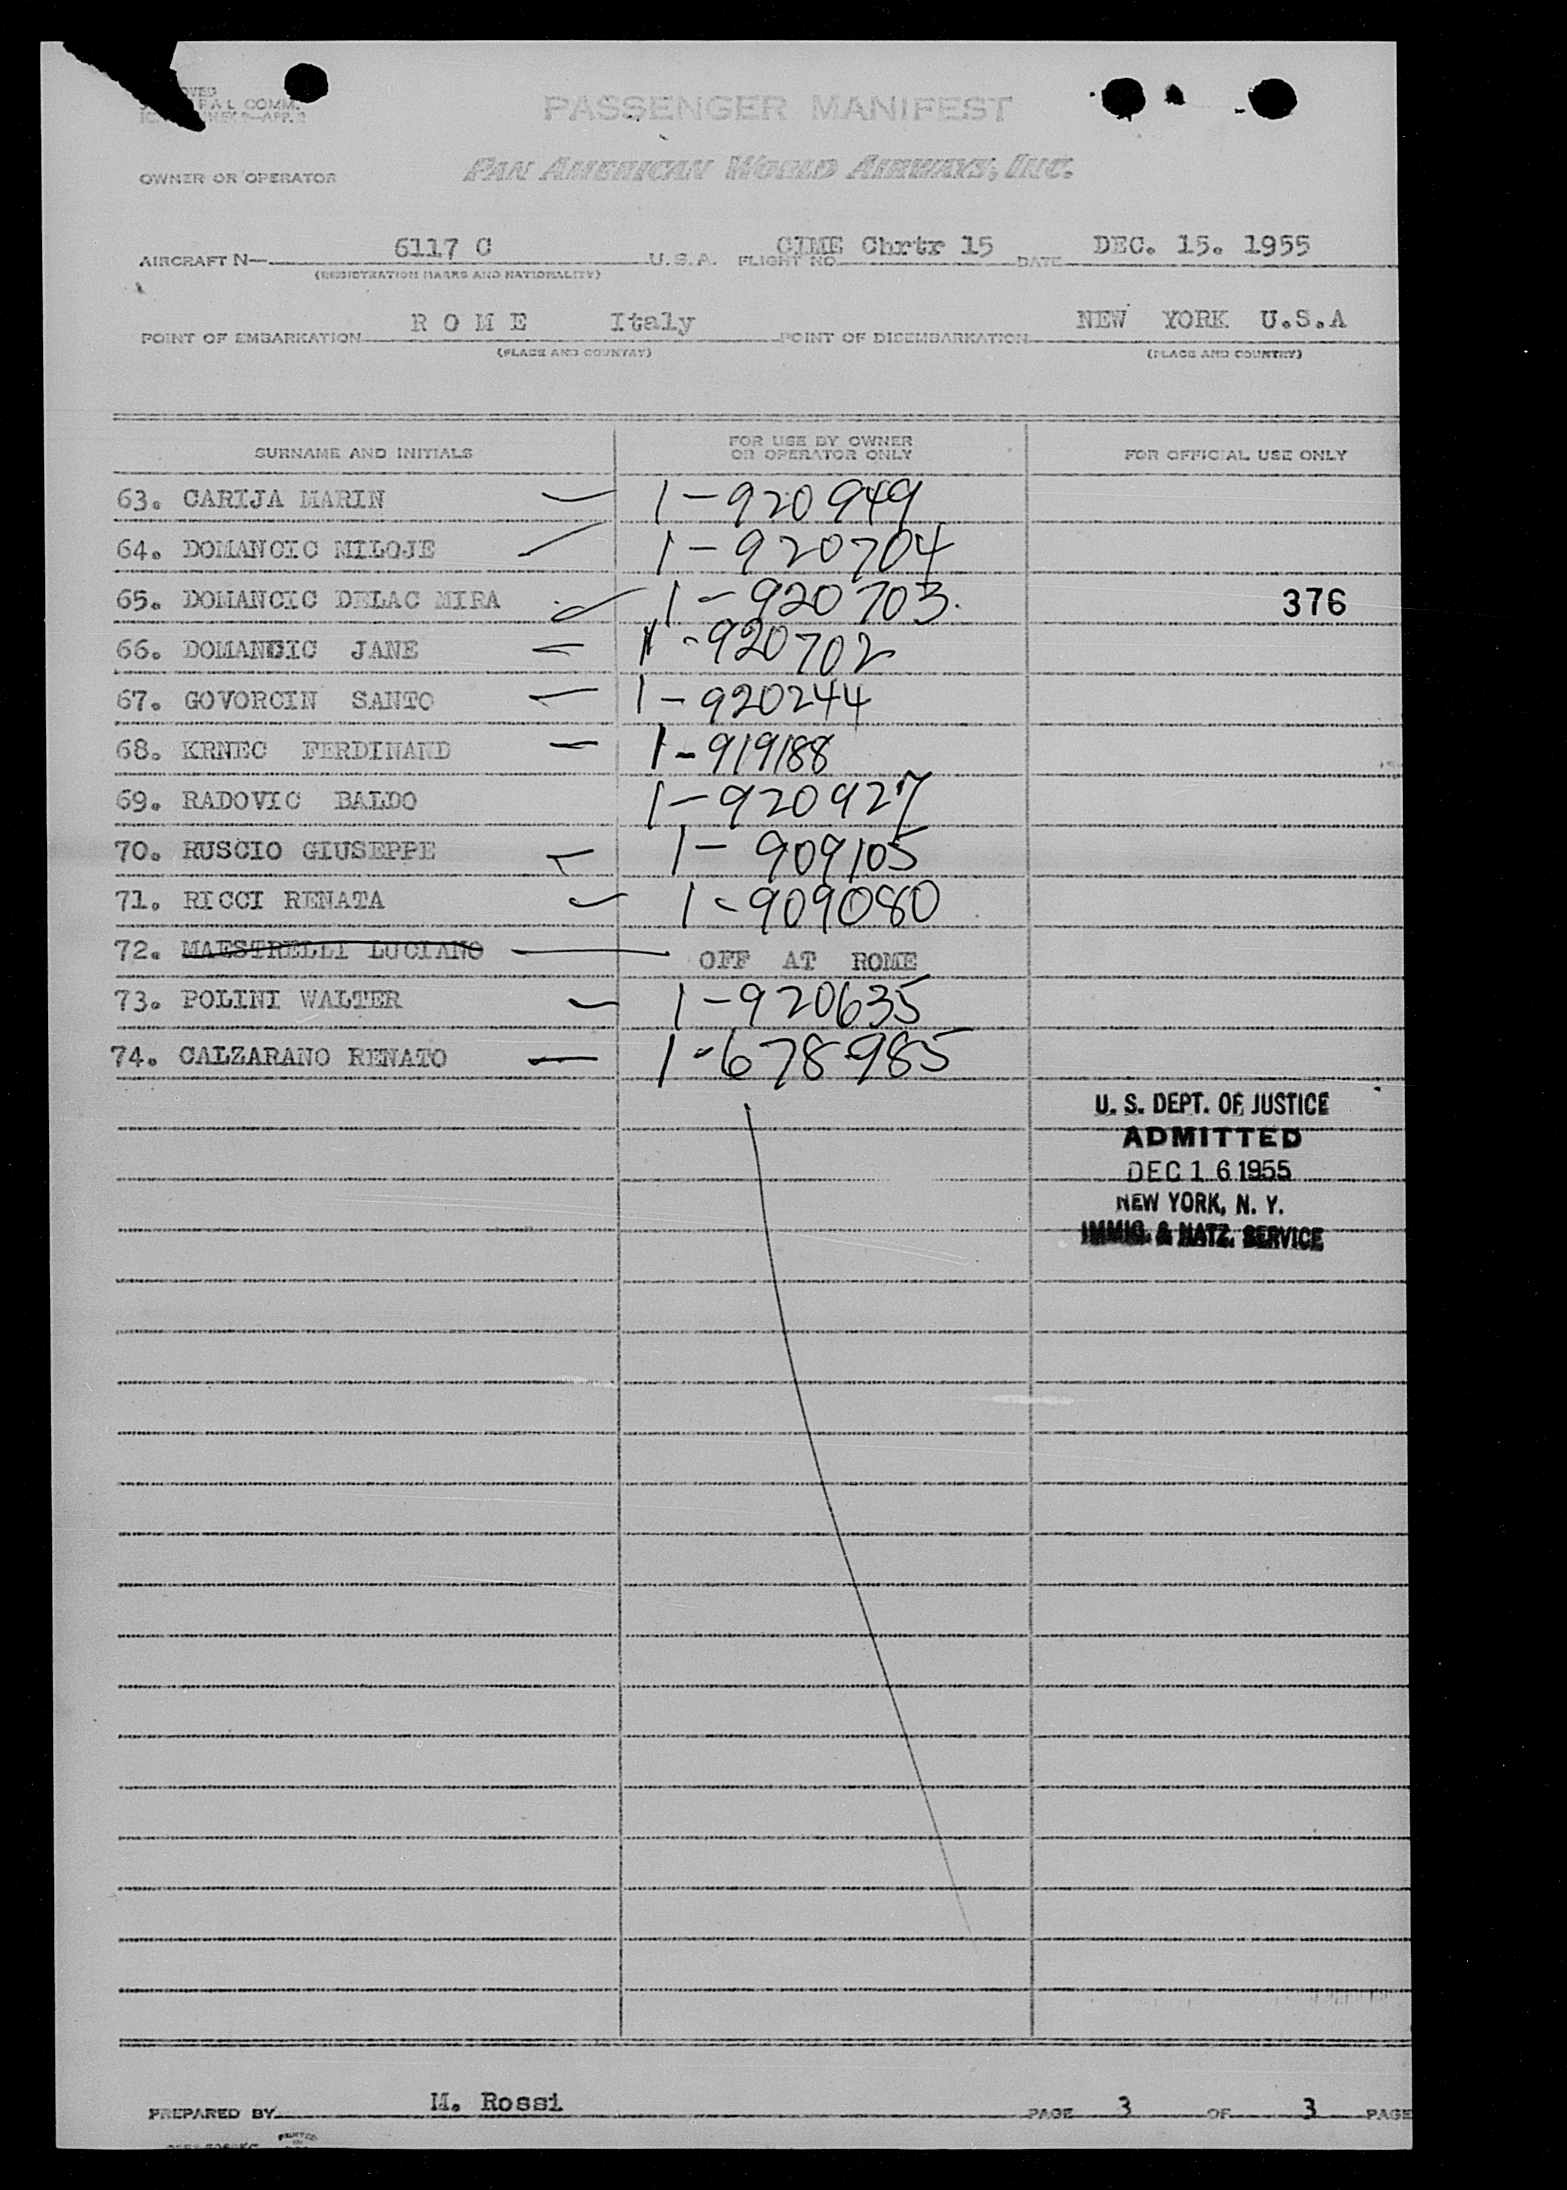 PASSENGER MANIFEST
OWNER OR OPERATOR PAN AMERICAN WORLD AIRWAYS, INC.
AIRCRAFT N— 6117 C U.S.A. FLIGHT NO. CIME Chrtr 15 DATE DEC. 15. 1955
(REGISTRATION MARKS AND NATIONALITY)
POINT OF EMBARKATION R O M E Italy POINT OF DISEMBARKATION NEW YORK U.S.A
(PLACE AND COUNTRY) (PLACE AND COUNTRY)
SURNAME AND INITIALS FOR USE BY OWNER OR OPERATOR ONLY FOR OFFICIAL USE ONLY
63. CARIJA MARIN 1-920949
64. DOMANCIC MILOJE 1-920704
65. DOMANCIC DELAC MIRA 1-920703. 376
66. DOMANCIC JANE 1-920702
67. GOVORCIN SANTO 1-920244
68. KRNEC FERDINAND 1-919188
69. RADOVIC BALDO 1-920927
70. RUSCIO GIUSEPPE 1-909105
71. RICCI RENATA 1-909080
72. MAESTRELLI LUCIANO OFF AT ROME
73. POLINI WALTER 1-920635
74. CALZARANO RENATO 1-678985
U. S. DEPT. OF JUSTICE
ADMITTED
DEC 16 1955
NEW YORK, N. Y.
IMMIG. & NATZ. SERVICE
PREPARED BY M. Rossi PAGE 3 OF 3 PAGE